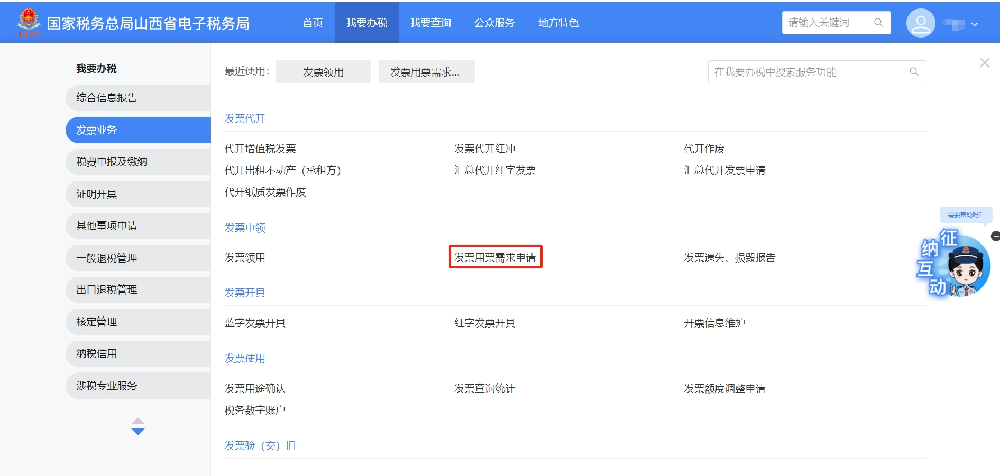 国家税务总局山西省电子税务局
首页 我要办税 我要查询 公众服务 地方特色
请输入关键词
我要办税
综合信息报告
发票业务
税费申报及缴纳
证明开具
其他事项申请
一般退税管理
出口退税管理
核定管理
纳税信用
涉税专业服务
最近使用： 发票领用 发票用票需求...
在我要办税中搜索服务功能
发票代开
代开增值税发票 发票代开红冲 代开作废
代开出租不动产（承租方） 汇总代开红字发票 汇总代开发票申请
代开纸质发票作废
发票申领
发票领用 发票用票需求申请 发票遗失、损毁报告
发票开具
蓝字发票开具 红字发票开具 开票信息维护
发票使用
发票用途确认 发票查询统计 发票额度调整申请
税务数字账户
发票验（交）旧
需要帮助吗?
征纳互动